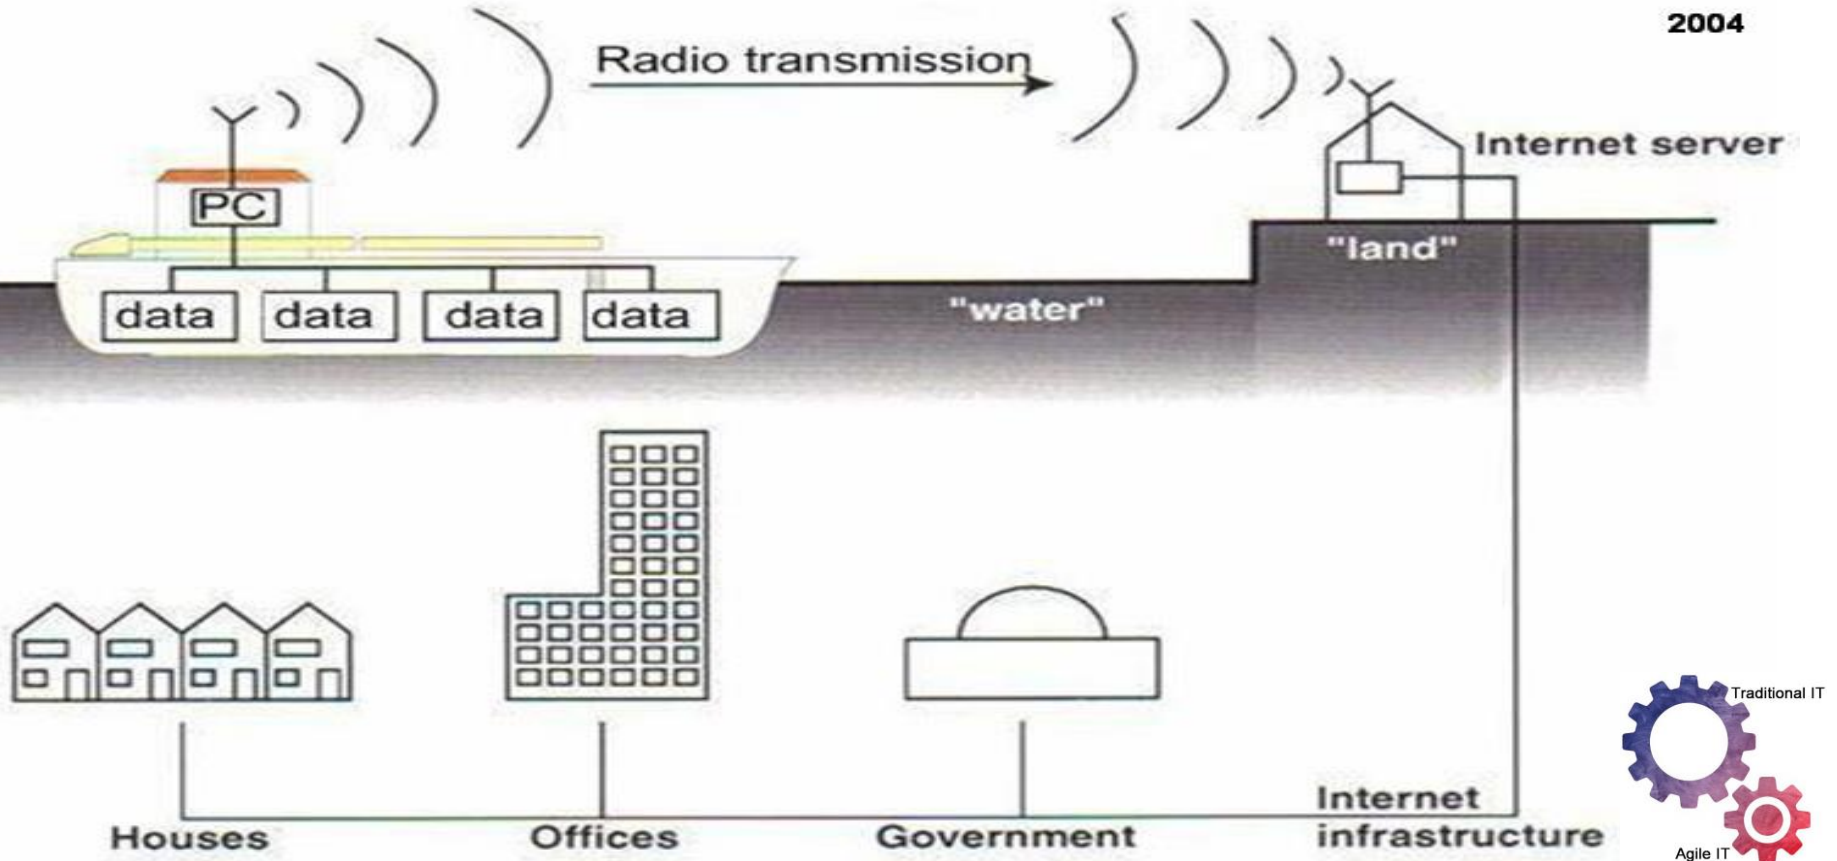 2004
Radio transmission
Internet server
PC
"land"
data data data data
"water"
Traditional IT
Internet
infrastructure
Houses
Offices
Government
Agile IT